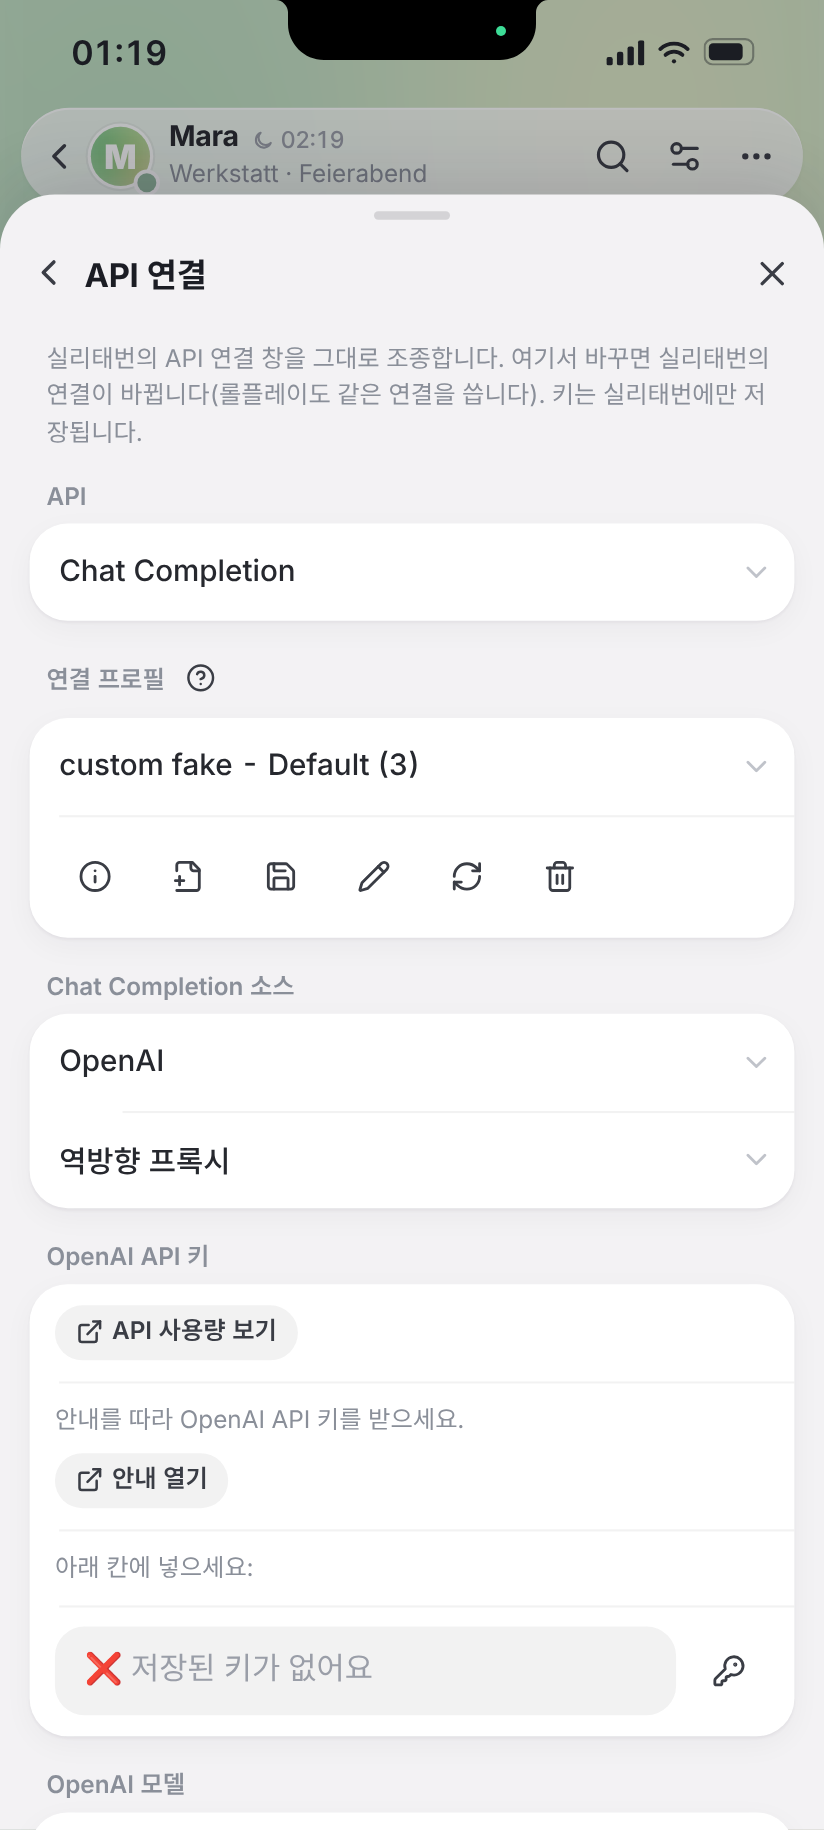 01:19
M
Mara 02:19
Werkstatt · Feierabend
API 연결
실리태번의 API 연결 창을 그대로 조종합니다. 여기서 바꾸면 실리태번의
연결이 바뀝니다(롤플레이도 같은 연결을 씁니다). 키는 실리태번에만 저
장됩니다.
API
Chat Completion
연결 프로필
custom fake - Default (3)
Chat Completion 소스
OpenAI
역방향 프록시
OpenAI API 키
API 사용량 보기
안내를 따라 OpenAI API 키를 받으세요.
안내 열기
아래 칸에 넣으세요:
❌ 저장된 키가 없어요
OpenAI 모델